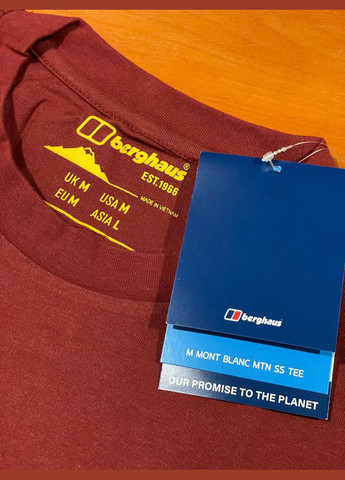 berghaus®
EST.1966
MADE IN VIETNAM
UK M USA M
EU M ASIA L
berghaus
M MONT BLANC MTN SS TEE
OUR PROMISE TO THE PLANET